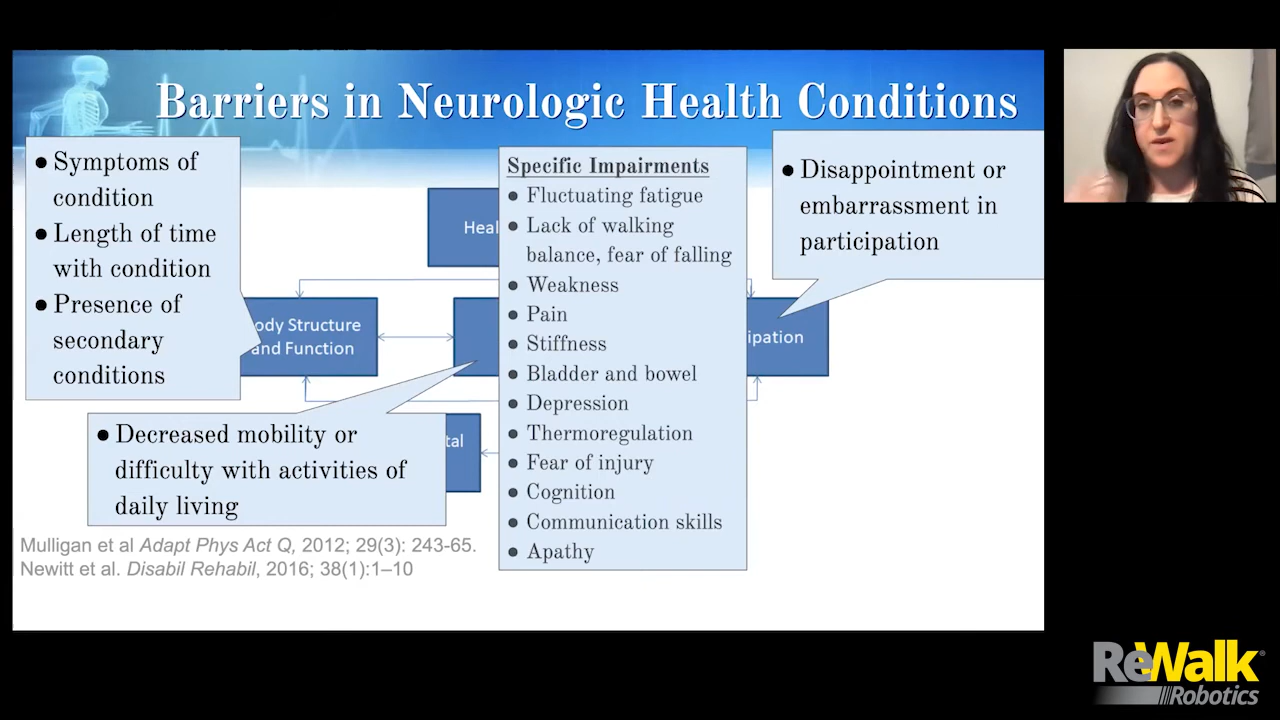 Barriers in Neurologic Health Conditions
● Symptoms of
condition
● Length of time
with condition
● Presence of
secondary
conditions
Specific Impairments
● Fluctuating fatigue
● Lack of walking
balance, fear of falling
● Weakness
● Pain
● Stiffness
● Bladder and bowel
● Depression
● Thermoregulation
● Fear of injury
● Cognition
● Communication skills
● Apathy
● Disappointment or
embarrassment in
participation
Heal
ody Structure
and Function
ipation
● Decreased mobility or
difficulty with activities of
daily living
tal
Mulligan et al Adapt Phys Act Q, 2012; 29(3): 243-65.
Newitt et al. Disabil Rehabil, 2016; 38(1):1–10
ReWalk®
Robotics